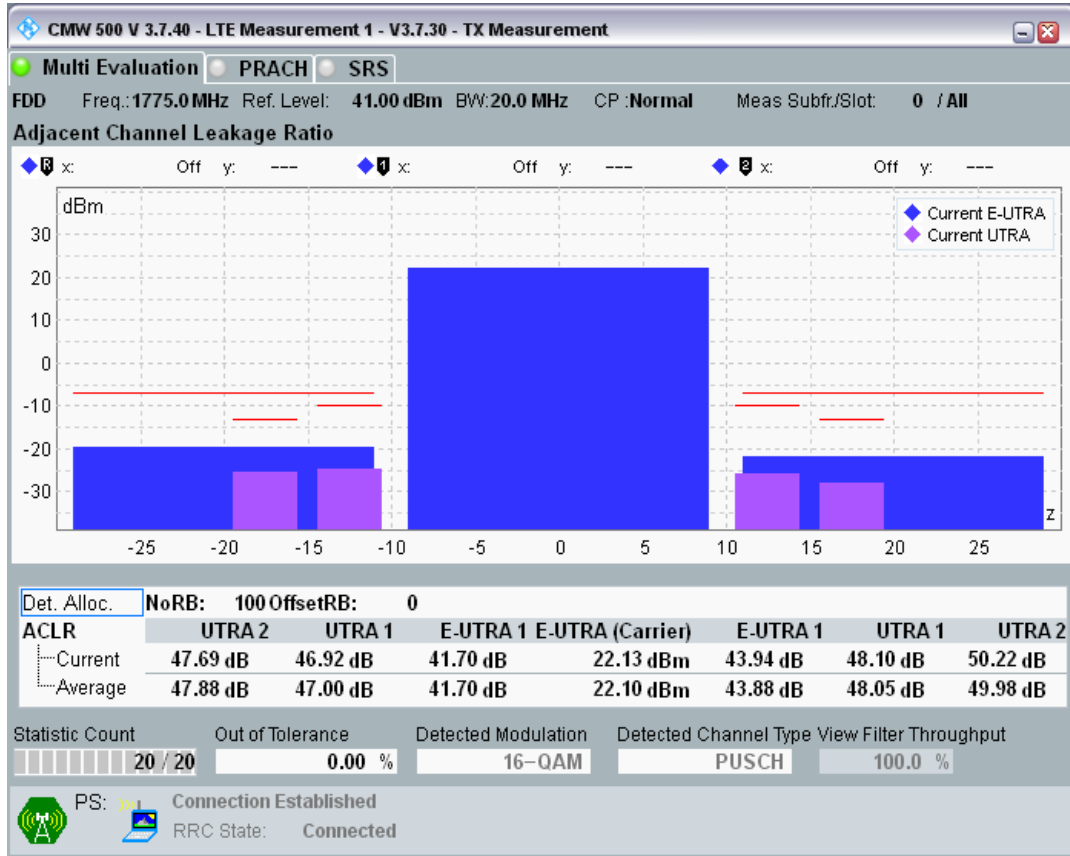 CMW 500 V 3.7.40 - LTE Measurement 1 - V3.7.30 - TX Measurement
Multi Evaluation PRACH SRS
FDD Freq.: 1775.0 MHz Ref. Level: 41.00 dBm BW: 20.0 MHz CP : Normal Meas Subfr./Slot: 0 / All
Adjacent Channel Leakage Ratio
R x: Off y: --- 1 x: Off y: --- 2 x: Off y: ---
dBm
Current E-UTRA
Current UTRA
30
20
10
0
-10
-20
-30
z
-25 -20 -15 -10 -5 0 5 10 15 20 25
Det. Alloc. NoRB: 100 OffsetRB: 0
ACLR UTRA 2 UTRA 1 E-UTRA 1 E-UTRA (Carrier) E-UTRA 1 UTRA 1 UTRA 2
Current 47.69 dB 46.92 dB 41.70 dB 22.13 dBm 43.94 dB 48.10 dB 50.22 dB
Average 47.88 dB 47.00 dB 41.70 dB 22.10 dBm 43.88 dB 48.05 dB 49.98 dB
Statistic Count Out of Tolerance Detected Modulation Detected Channel Type View Filter Throughput
20 / 20 0.00 % 16-QAM PUSCH 100.0 %
PS: Connection Established
RRC State: Connected